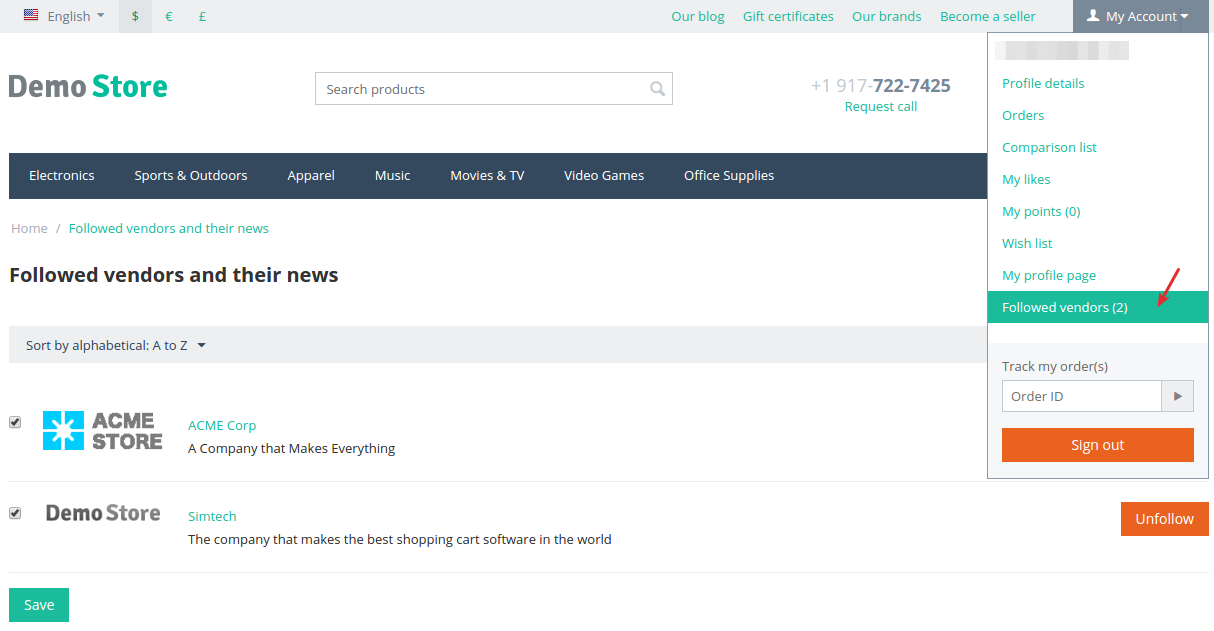 English $ € £ Our blog Gift certificates Our brands Become a seller My Account
Demo Store
Search products
+1 917-722-7425
Request call
Profile details
Orders
Comparison list
My likes
My points (0)
Wish list
My profile page
Followed vendors (2)
Track my order(s)
Order ID
Sign out
Electronics Sports & Outdoors Apparel Music Movies & TV Video Games Office Supplies
Home / Followed vendors and their news
Followed vendors and their news
Sort by alphabetical: A to Z
ACME
STORE
ACME Corp
A Company that Makes Everything
Demo Store
Simtech
The company that makes the best shopping cart software in the world
Unfollow
Save